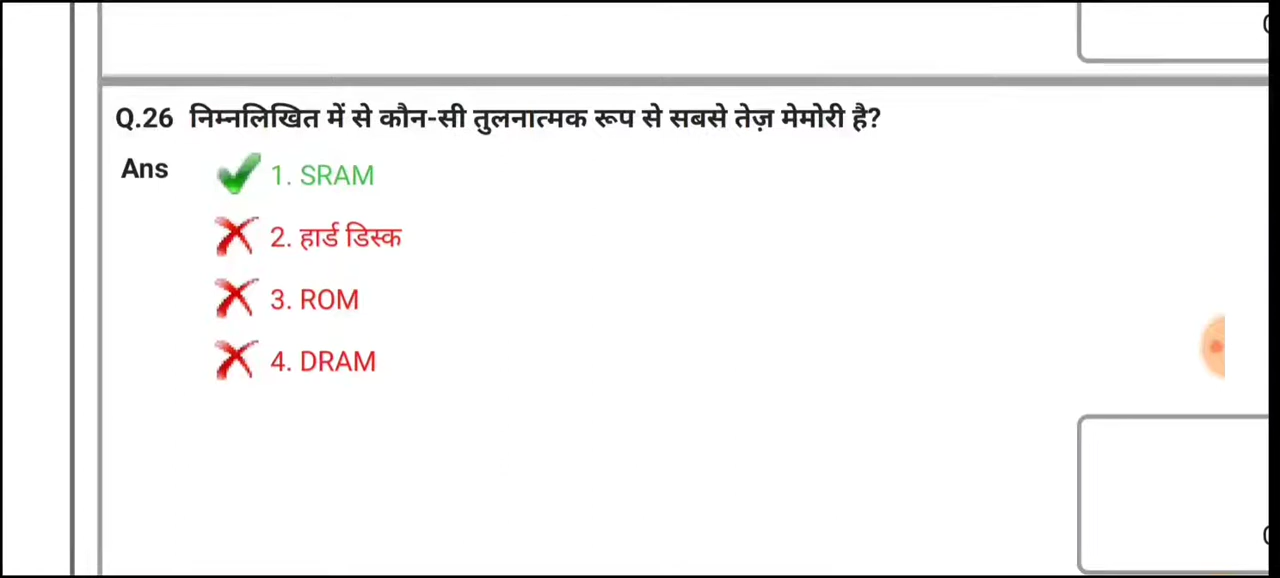 Q.26 निम्नलिखित में से कौन-सी तुलनात्मक रूप से सबसे तेज़ मेमोरी है?
Ans 1. SRAM
2. हार्ड डिस्क
3. ROM
4. DRAM